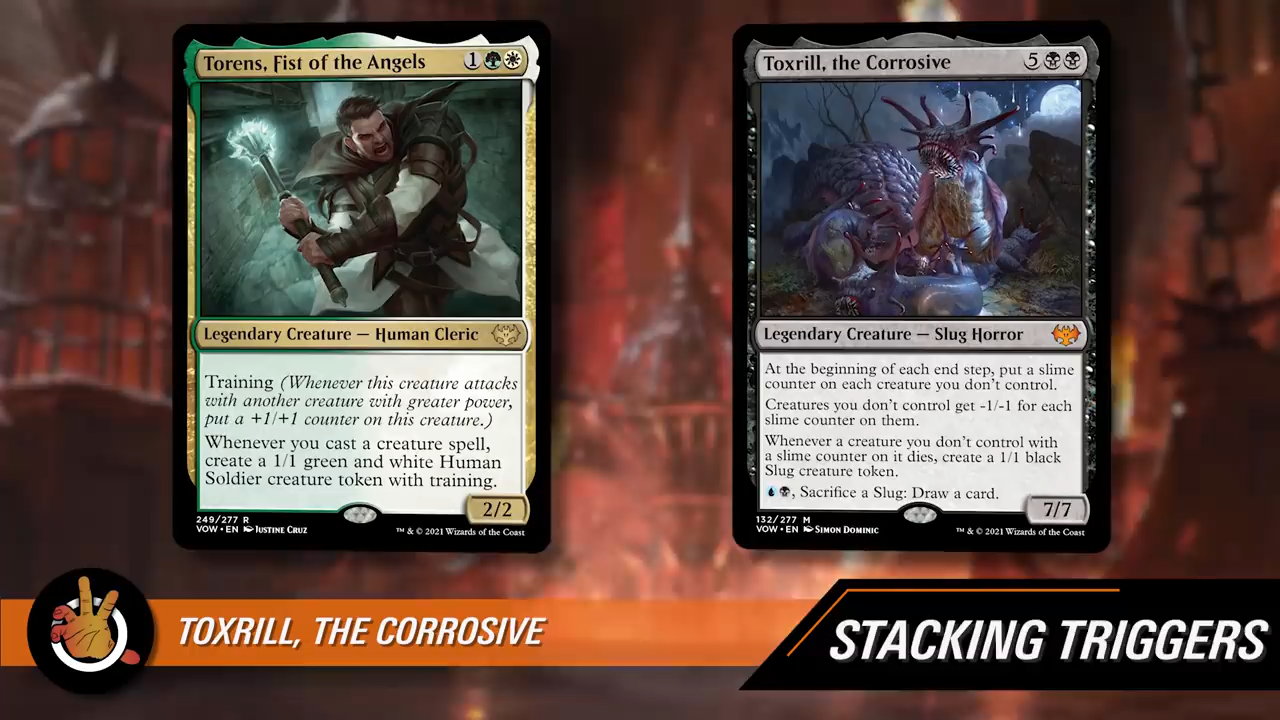 Torens, Fist of the Angels 1
Legendary Creature — Human Cleric
Training (Whenever this creature attacks
with another creature with greater power,
put a +1/+1 counter on this creature.)
Whenever you cast a creature spell,
create a 1/1 green and white Human
Soldier creature token with training.
2/2
249/277 R
VOW • EN Justine Cruz
™ & © 2021 Wizards of the Coast
Toxrill, the Corrosive 5
Legendary Creature — Slug Horror
At the beginning of each end step, put a slime
counter on each creature you don't control.
Creatures you don't control get -1/-1 for each
slime counter on them.
Whenever a creature you don't control with
a slime counter on it dies, create a 1/1 black
Slug creature token.
, Sacrifice a Slug: Draw a card.
7/7
132/277 M
VOW • EN Simon Dominic
™ & © 2021 Wizards of the Coast
TOXRILL, THE CORROSIVE
STACKING TRIGGERS